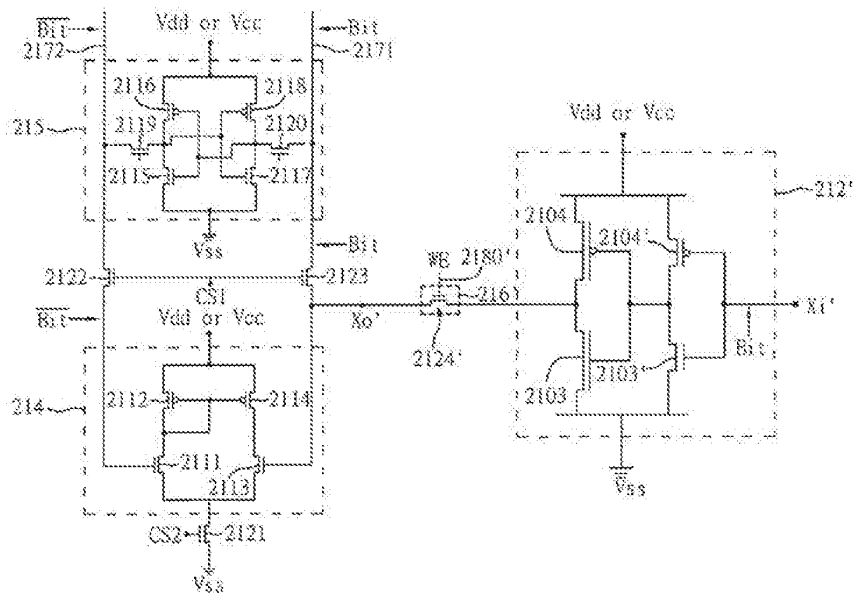 Bit
Vdd or Vcc
Bit
2172
2171
2116
2118
215
2119
2120
2115
2117
Vss
Bit
2122
2123
CS1
Bit
Vdd or Vcc
2112
2114
214
2111
2113
CS2
2121
Vss
WE
2180'
216
Xo'
2124'
Vdd or Vcc
212'
2104
2104'
Xi'
Bit
2103'
2103
Vss